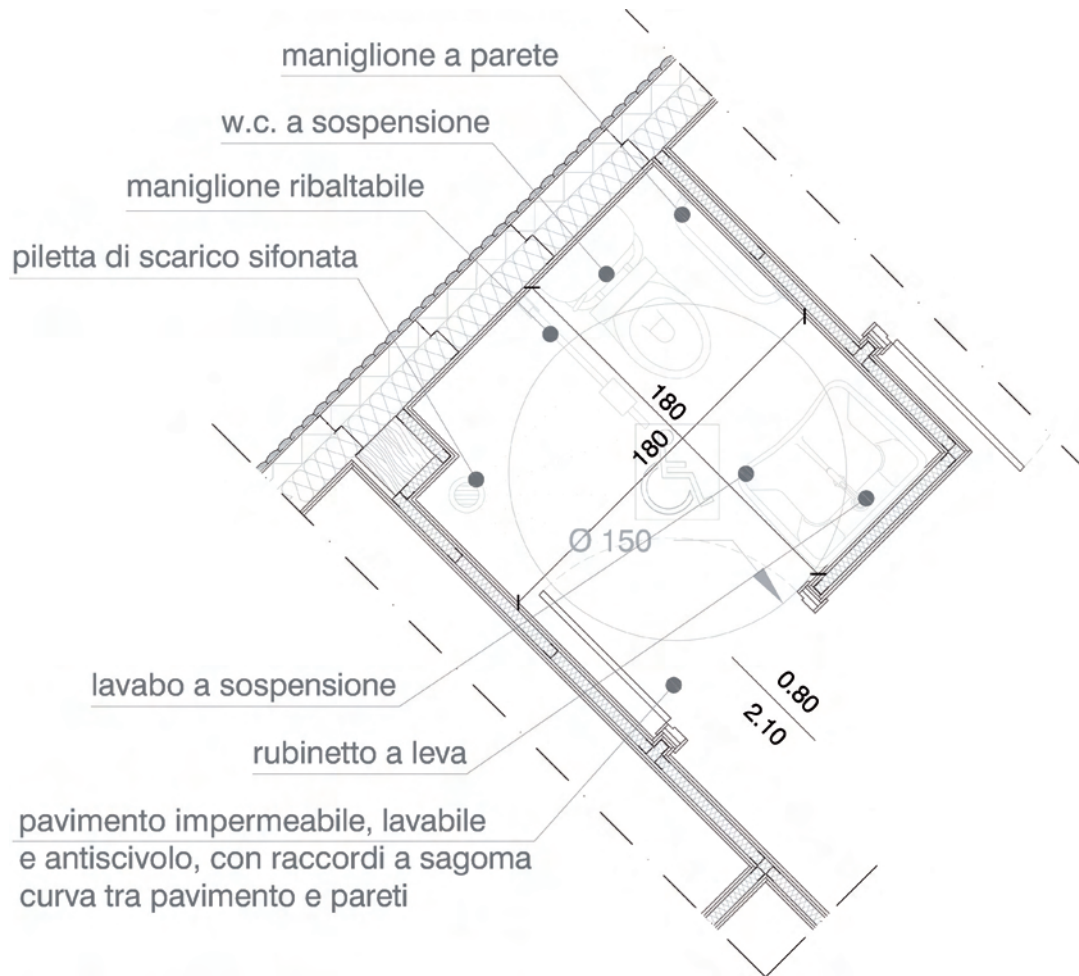 maniglione a parete
w.c. a sospensione
maniglione ribaltabile
piletta di scarico sifonata
180
180
Ø 150
lavabo a sospensione
0.80
2.10
rubinetto a leva
pavimento impermeabile, lavabile
e antiscivolo, con raccordi a sagoma
curva tra pavimento e pareti